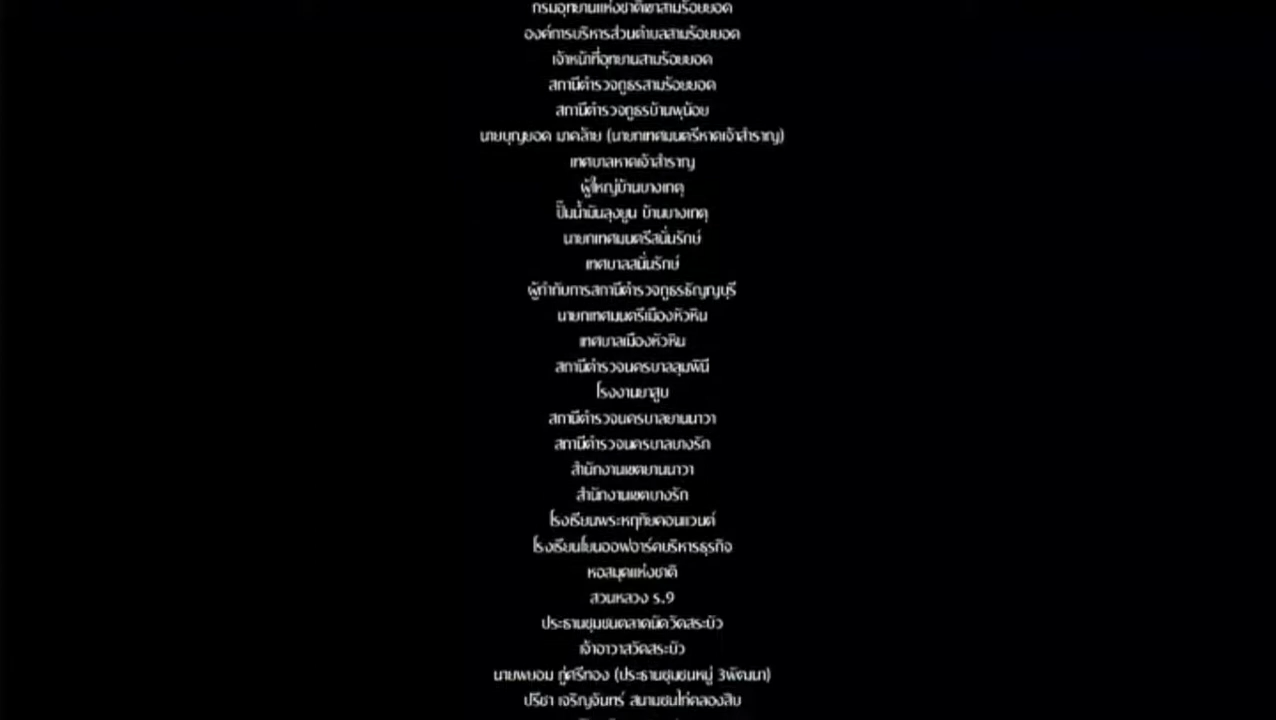 กรมอุทยานแห่งชาติเขาสามร้อยยอด
องค์การบริหารส่วนตำบลสามร้อยยอด
เจ้าหน้าที่อุทยานสามร้อยยอด
สถานีตำรวจภูธรสามร้อยยอด
สถานีตำรวจภูธรบ้านพุน้อย
นายบุญยอด มาคล้าย (นายกเทศมนตรีหาดเจ้าสำราญ)
เทศบาลหาดเจ้าสำราญ
ผู้ใหญ่บ้านบางเกตุ
ปั๊มน้ำมันลุงยูน บ้านบางเกตุ
นายกเทศมนตรีสนั่นรักษ์
เทศบาลสนั่นรักษ์
ผู้กำกับการสถานีตำรวจภูธรธัญญบุรี
นายกเทศมนตรีเมืองหัวหิน
เทศบาลเมืองหัวหิน
สถานีตำรวจนครบาลลุมพินี
โรงงานยาสูบ
สถานีตำรวจนครบาลยานนาวา
สถานีตำรวจนครบาลบางรัก
สำนักงานเขตยานนาวา
สำนักงานเขตบางรัก
โรงเรียนพระหฤทัยคอนแวนต์
โรงเรียนโยนออฟอาร์คบริหารธุรกิจ
หอสมุดแห่งชาติ
สวนหลวง ร.9
ประธานชุมชนตลาดนัดวัดสระบัว
เจ้าอาวาสวัดสระบัว
นายพยอม ภู่ศรีทอง (ประธานชุมชนหมู่ 3พัฒนา)
ปรีชา เจริญจันทร์ สนามชนไก่คลองสิบ